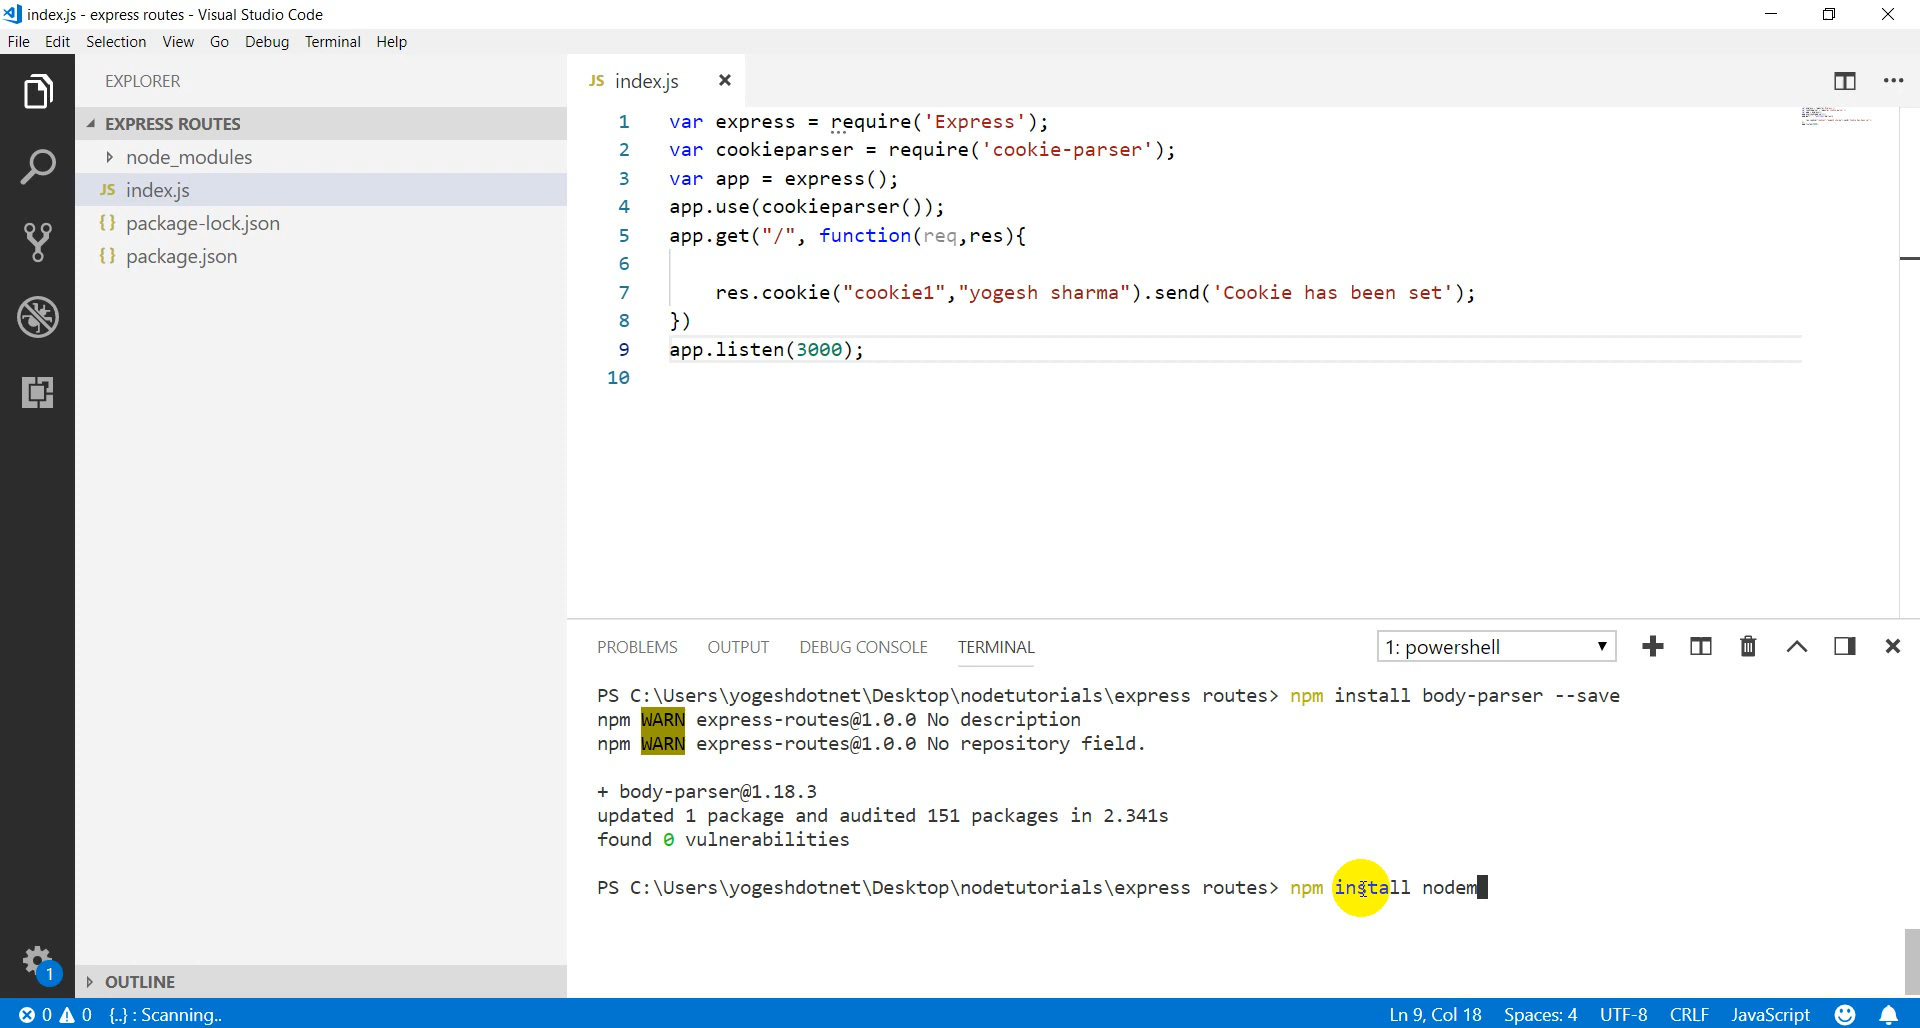 index.js - express routes - Visual Studio Code
File Edit Selection View Go Debug Terminal Help
EXPLORER
EXPRESS ROUTES
node_modules
JS index.js
{} package-lock.json
{} package.json
OUTLINE
JS index.js
1 var express = require('Express');
2 var cookieparser = require('cookie-parser');
3 var app = express();
4 app.use(cookieparser());
5 app.get("/", function(req,res){
6
7 res.cookie("cookie1","yogesh sharma").send('Cookie has been set');
8 })
9 app.listen(3000);
10
PROBLEMS OUTPUT DEBUG CONSOLE TERMINAL 1: powershell
PS C:\Users\yogeshdotnet\Desktop\nodetutorials\express routes> npm install body-parser --save
npm WARN express-routes@1.0.0 No description
npm WARN express-routes@1.0.0 No repository field.
+ body-parser@1.18.3
updated 1 package and audited 151 packages in 2.341s
found 0 vulnerabilities
PS C:\Users\yogeshdotnet\Desktop\nodetutorials\express routes> npm install nodem
1
0 0 {..} : Scanning.. Ln 9, Col 18 Spaces: 4 UTF-8 CRLF JavaScript